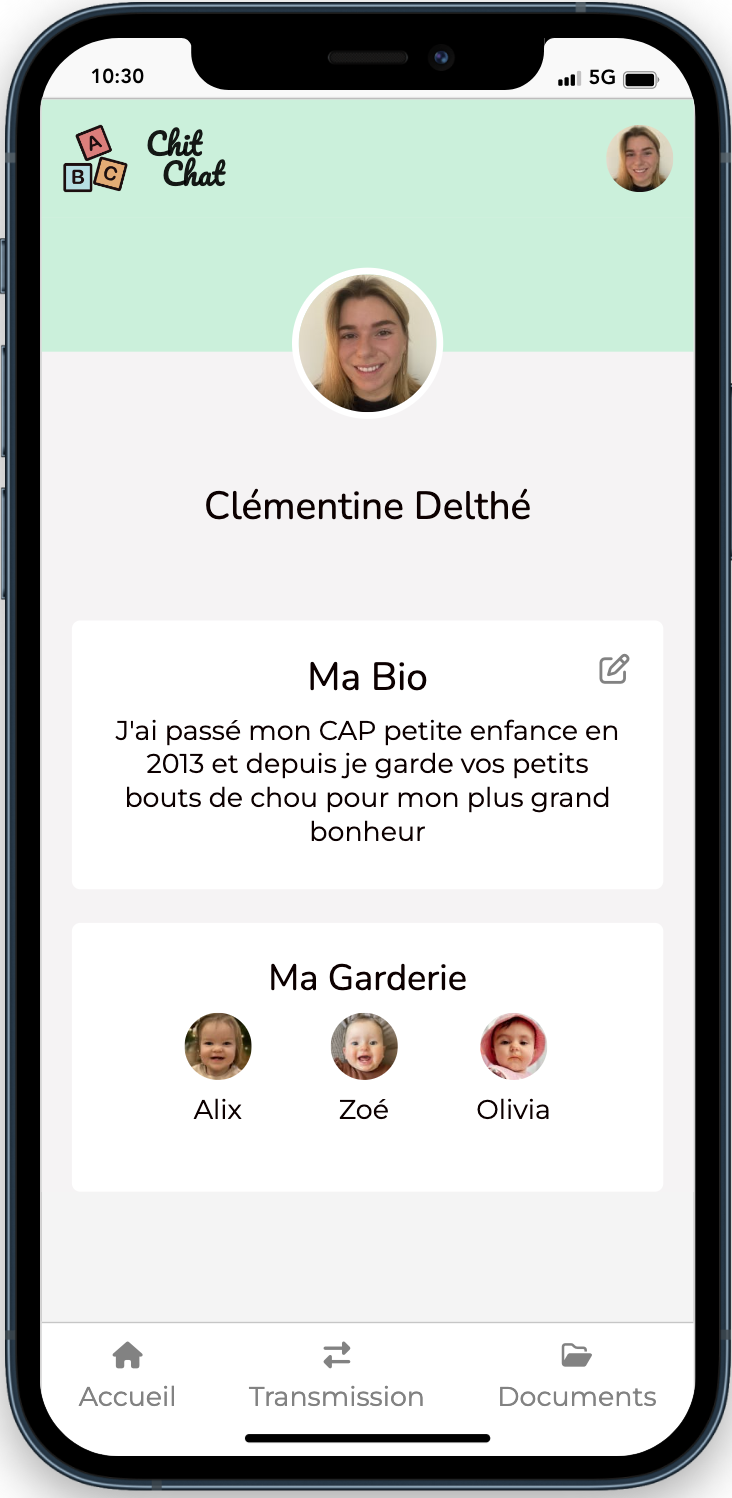 10:30
5G
A
B C
Chit
Chat
Clémentine Delthé
Ma Bio
J'ai passé mon CAP petite enfance en
2013 et depuis je garde vos petits
bouts de chou pour mon plus grand
bonheur
Ma Garderie
Alix Zoé Olivia
Accueil Transmission Documents